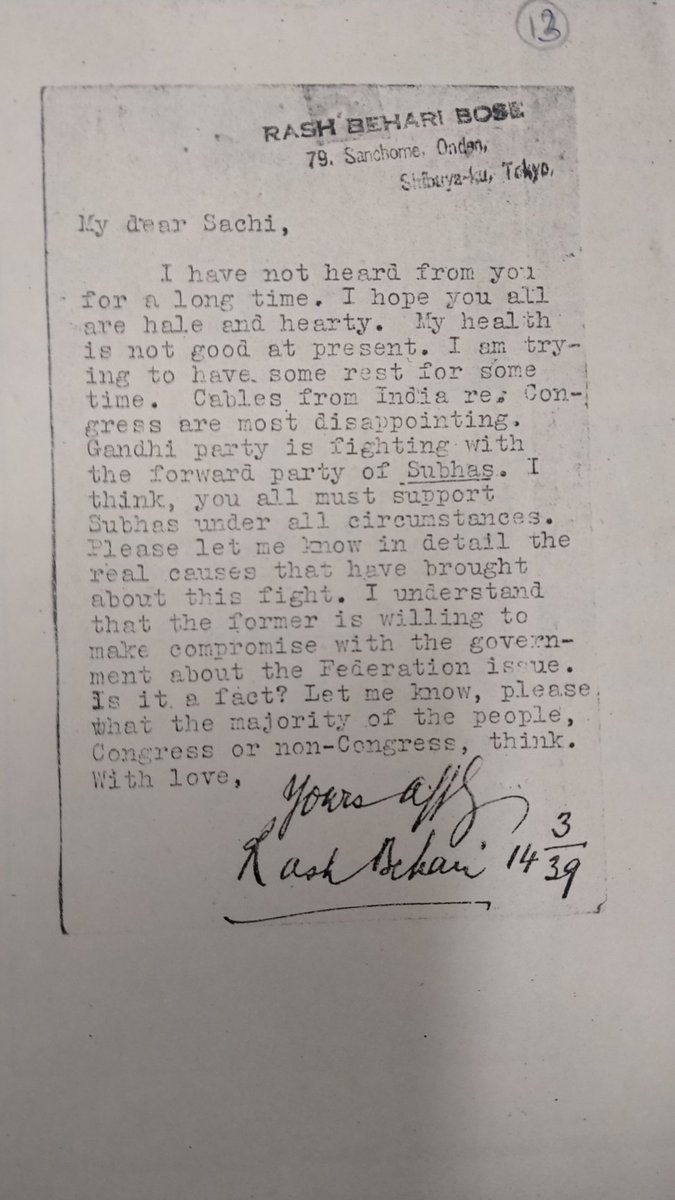 13
RASH BEHARI BOSE
79, Sanchome, Onden,
Shibuya-ku, Tokyo.
My dear Sachi,
I have not heard from you
for a long time. I hope you all
are hale and hearty. My health
is not good at present. I am try-
ing to have some rest for some
time. Cables from India re. Con-
gress are most disappointing.
Gandhi party is fighting with
the forward party of Subhas. I
think, you all must support
Subhas under all circumstances.
Please let me know in detail the
real causes that have brought
about this fight. I understand
that the former is willing to
make compromise with the govern-
ment about the Federation issue.
Is it a fact? Let me know, please,
what the majority of the people,
Congress or non-Congress, think.
With love,
Yours affly
Rash Behari 14 3/39